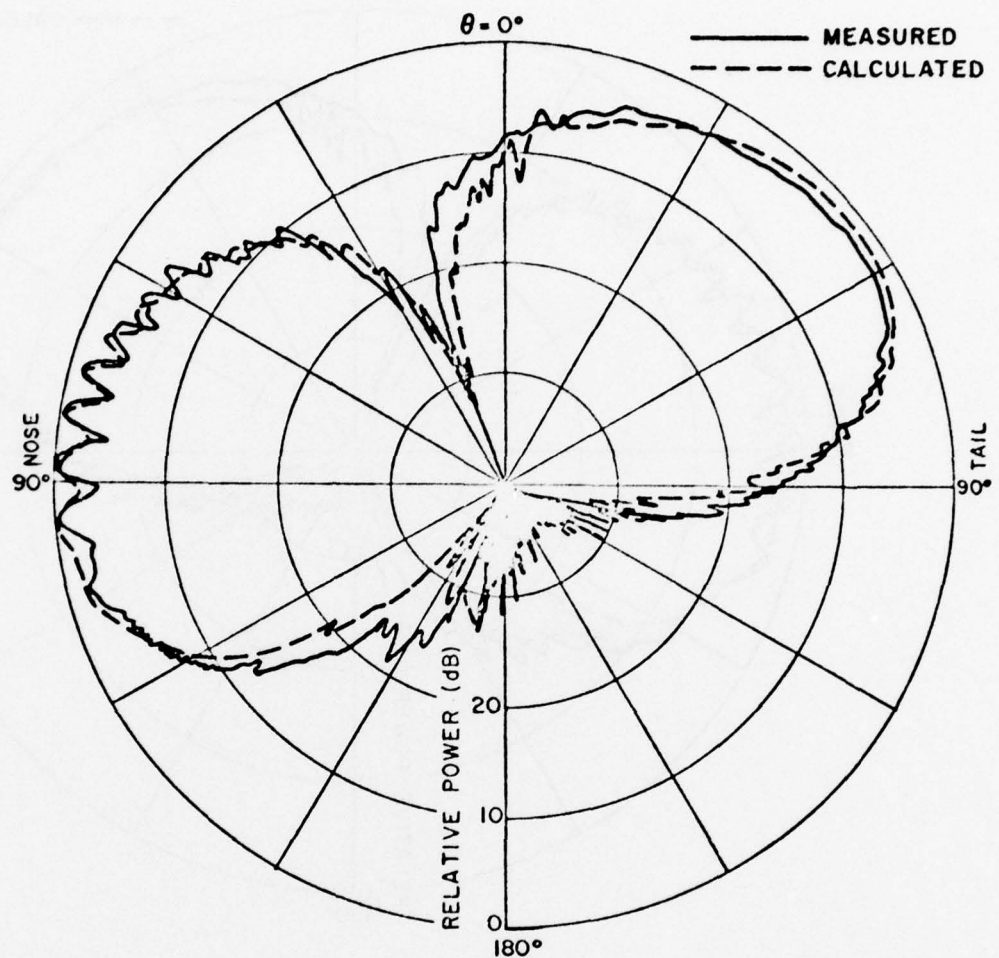 θ = 0°
MEASURED
CALCULATED
90° NOSE
90° TAIL
RELATIVE POWER (dB)
20
10
0
180°